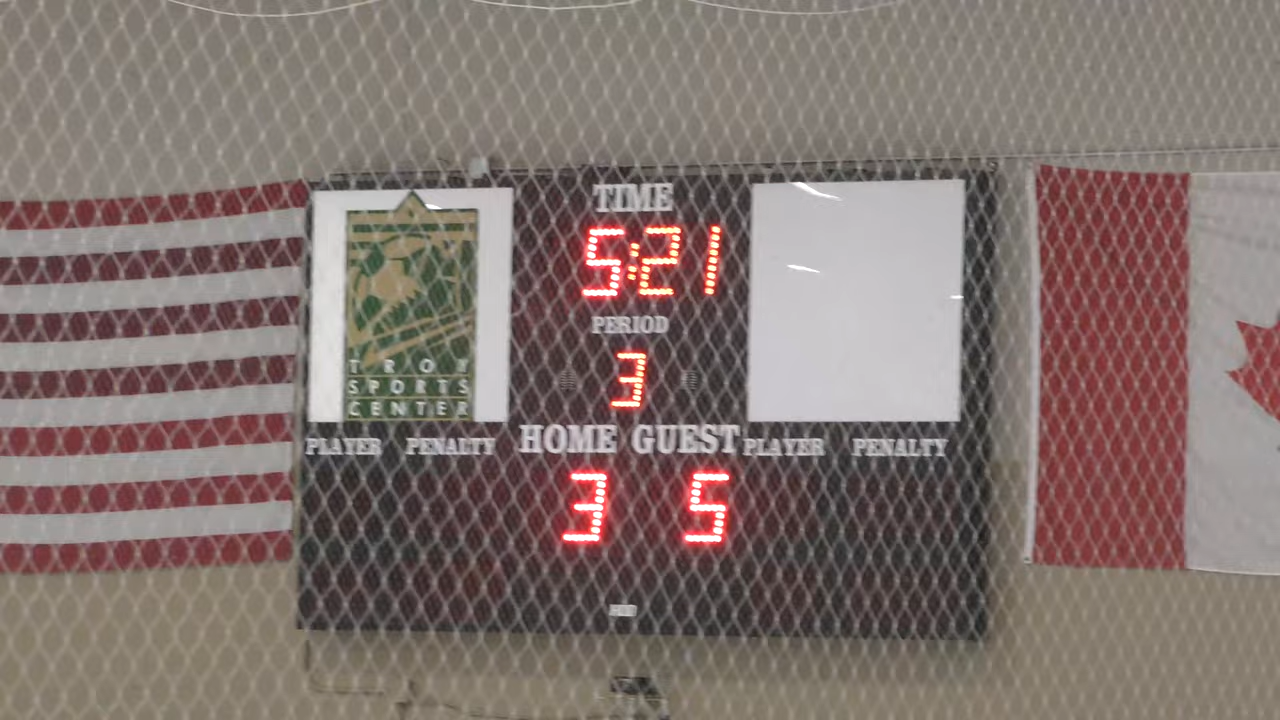 TIME
5:21
PERIOD
3
TROY
SPORTS
CENTER
PLAYER PENALTY HOME GUEST PLAYER PENALTY
3 5